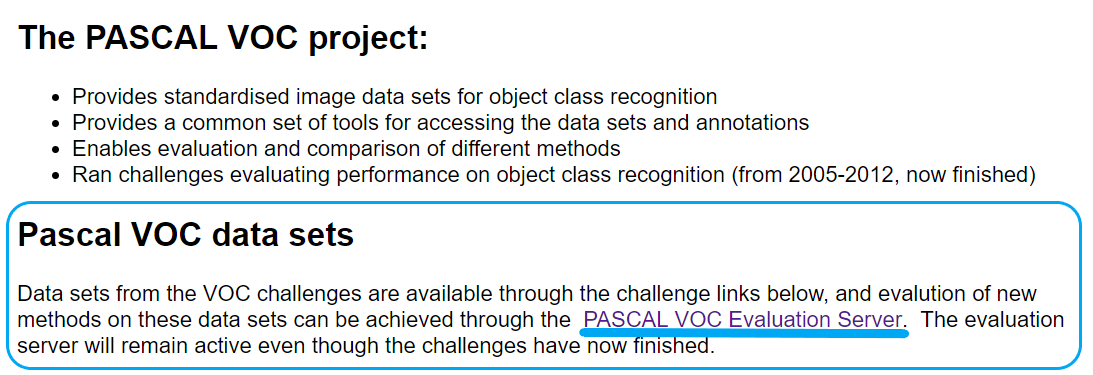 The PASCAL VOC project:
• Provides standardised image data sets for object class recognition
• Provides a common set of tools for accessing the data sets and annotations
• Enables evaluation and comparison of different methods
• Ran challenges evaluating performance on object class recognition (from 2005-2012, now finished)
Pascal VOC data sets
Data sets from the VOC challenges are available through the challenge links below, and evalution of new
methods on these data sets can be achieved through the PASCAL VOC Evaluation Server. The evaluation
server will remain active even though the challenges have now finished.